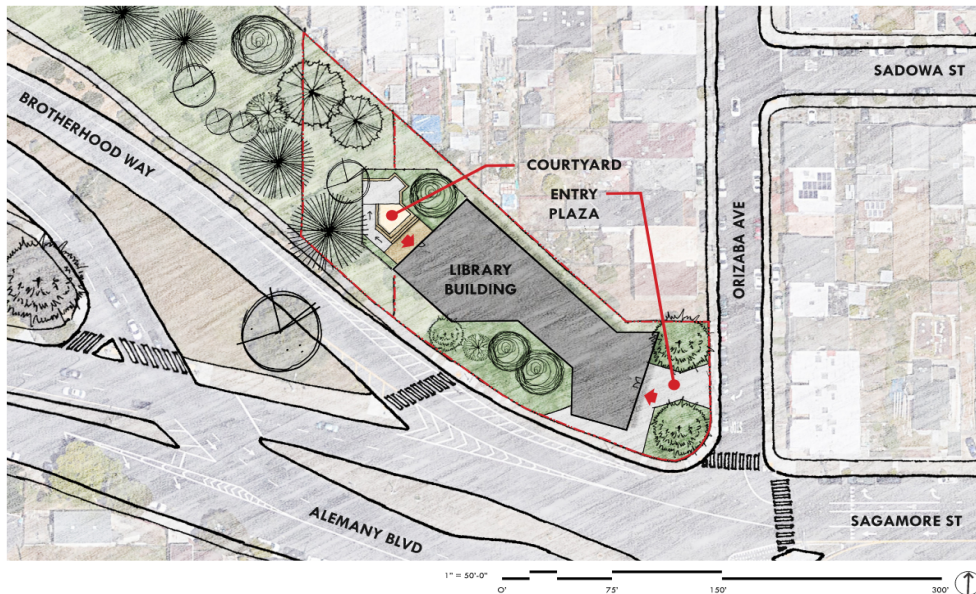 SADOWA ST
BROTHERHOOD WAY
COURTYARD
ENTRY
PLAZA
ORIZABA AVE
LIBRARY
BUILDING
ALEMANY BLVD
SAGAMORE ST
1" = 50'-0"
0'
75'
150'
300'